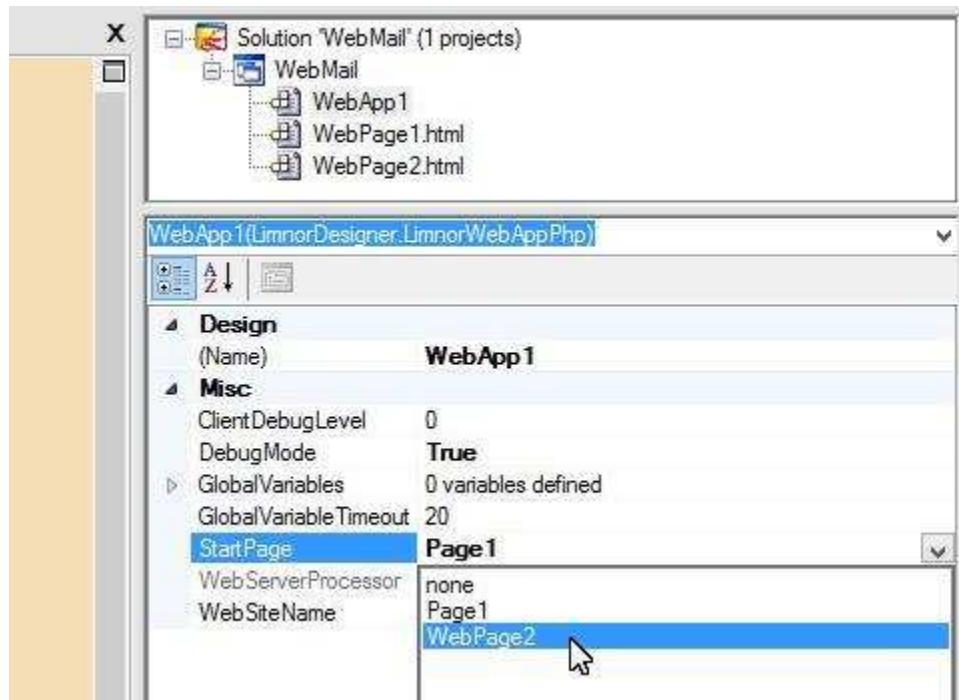 X
Solution 'WebMail' (1 projects)
WebMail
WebApp1
WebPage1.html
WebPage2.html
WebApp1(LimnorDesigner.LimnorWebAppPhp)
A
Z
Design
(Name) WebApp1
Misc
ClientDebugLevel 0
DebugMode True
GlobalVariables 0 variables defined
GlobalVariableTimeout 20
StartPage Page1
WebServerProcessor
none
WebSiteName
Page1
WebPage2